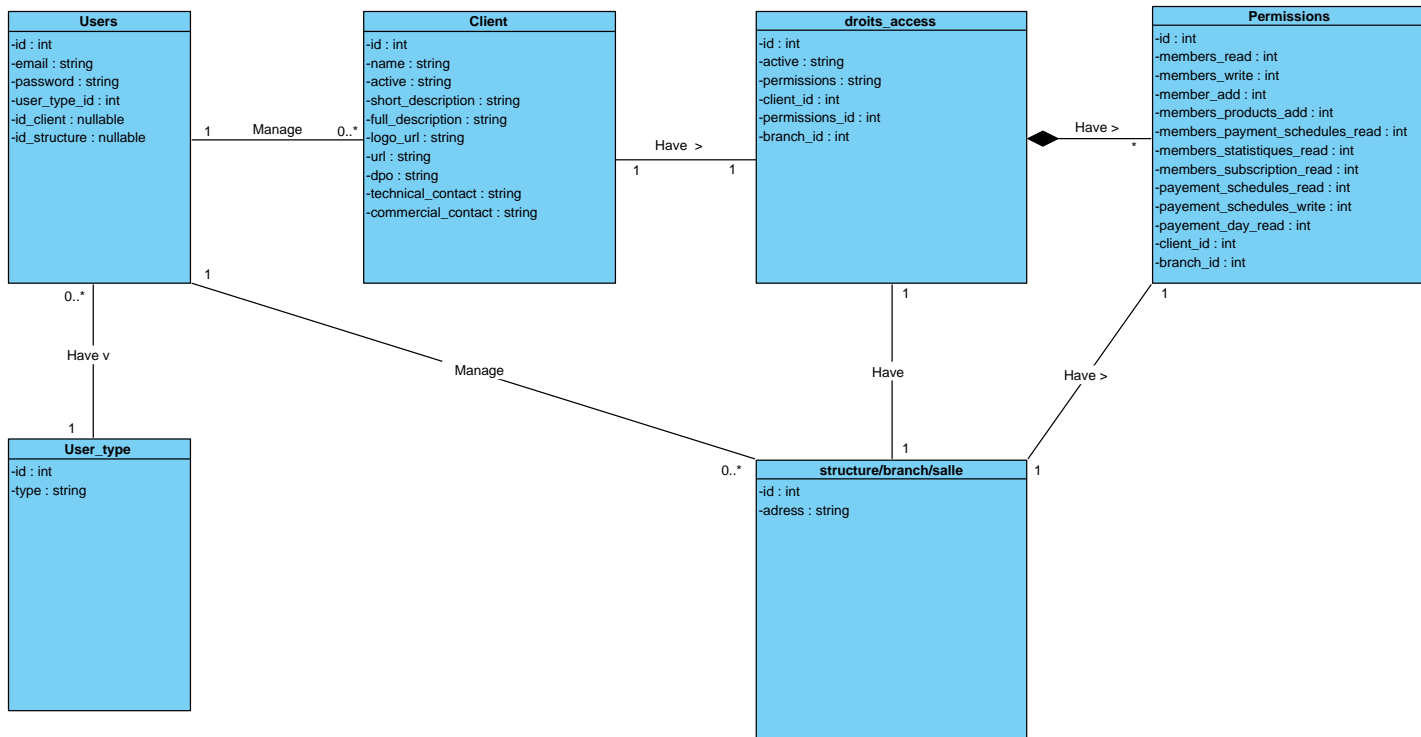 Users
-id : int
-email : string
-password : string
-user_type_id : int
-id_client : nullable
-id_structure : nullable
1
Manage
0..*
Client
-id : int
-name : string
-active : string
-short_description : string
-full_description : string
-logo_url : string
-url : string
-dpo : string
-technical_contact : string
-commercial_contact : string
Have >
1
1
droits_access
-id : int
-active : string
-permissions : string
-client_id : int
-permissions_id : int
-branch_id : int
Have >
*
Permissions
-id : int
-members_read : int
-members_write : int
-member_add : int
-members_products_add : int
-members_payment_schedules_read : int
-members_statistiques_read : int
-members_subscription_read : int
-payement_schedules_read : int
-payement_schedules_write : int
-payement_day_read : int
-client_id : int
-branch_id : int
0..*
Have v
1
1
Manage
0..*
1
Have
1
1
Have >
1
User_type
-id : int
-type : string
structure/branch/salle
-id : int
-adress : string